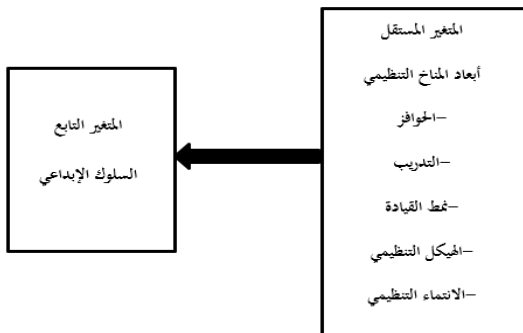 المتغير المستقل
أبعاد المناخ التنظيمي
-الحوافز
-التدريب
-نمط القيادة
-الهيكل التنظيمي
-الانتماء التنظيمي
المتغير التابع
السلوك الإبداعي